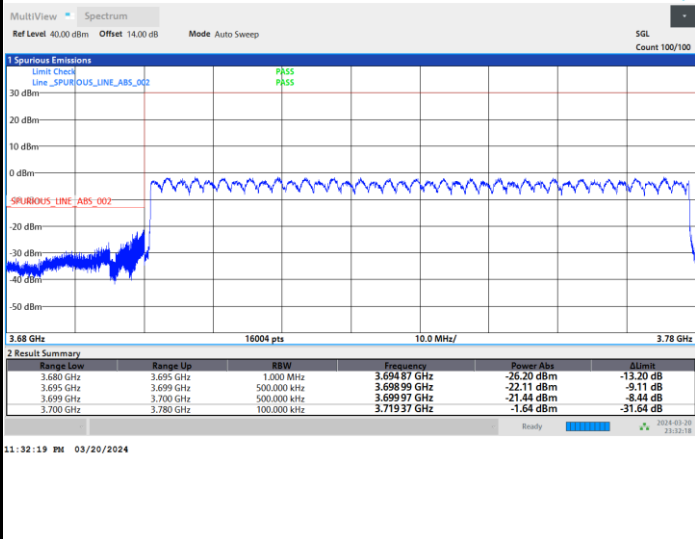 MultiView Spectrum
Ref Level 40.00 dBm Offset 14.00 dB Mode Auto Sweep SGL
Count 100/100
1 Spurious Emissions
Limit Check PASS
Line _SPURIOUS_LINE_ABS_002 PASS
30 dBm
20 dBm
10 dBm
0 dBm
_SPURIOUS_LINE_ABS_002
-20 dBm
-30 dBm
-40 dBm
-50 dBm
3.68 GHz 16004 pts 10.0 MHz/ 3.78 GHz
2 Result Summary
Range Low Range Up RBW Frequency Power Abs ΔLimit
3.680 GHz 3.695 GHz 1.000 MHz 3.694 87 GHz -26.20 dBm -13.20 dB
3.695 GHz 3.699 GHz 500.000 kHz 3.698 99 GHz -22.11 dBm -9.11 dB
3.699 GHz 3.700 GHz 500.000 kHz 3.699 97 GHz -21.44 dBm -8.44 dB
3.700 GHz 3.780 GHz 100.000 kHz 3.719 37 GHz -1.64 dBm -31.64 dB
Ready 2024-03-20
23:32:18
11:32:19 PM 03/20/2024